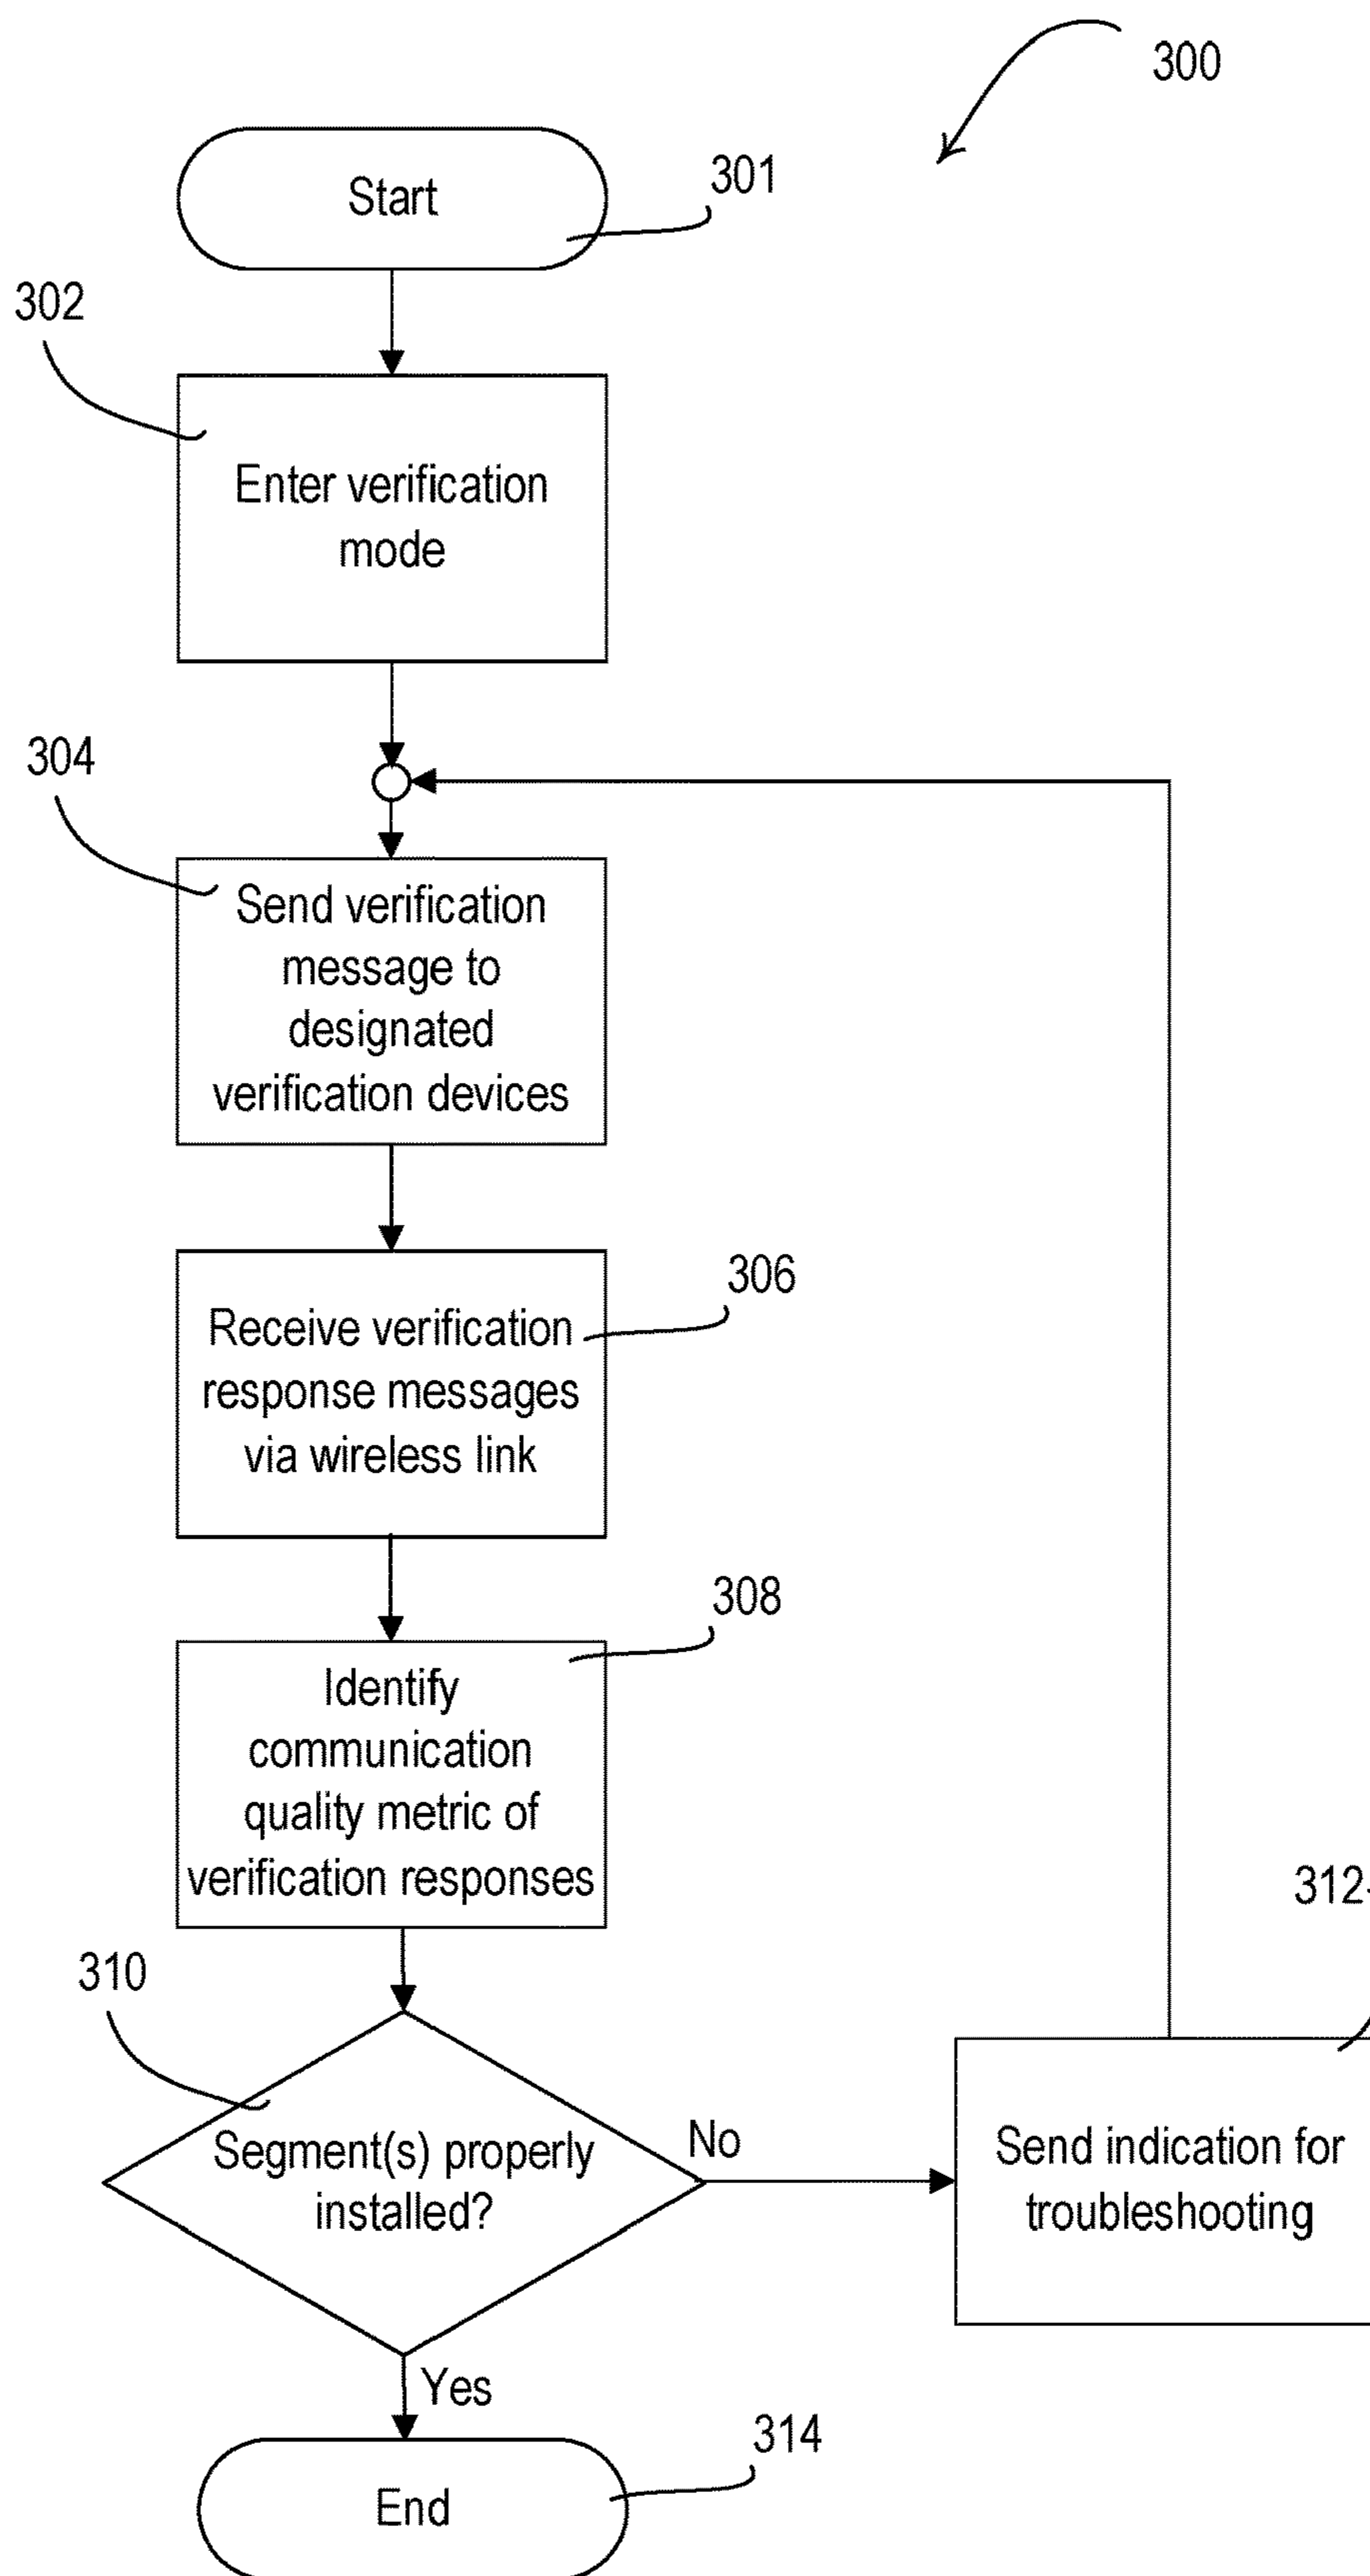 300
Start
301
302
Enter verification
mode
304
Send verification
message to
designated
verification devices
306
Receive verification
response messages
via wireless link
308
Identify
communication
quality metric of
verification responses
310
Segment(s) properly
installed?
No
312
Send indication for
troubleshooting
Yes
314
End